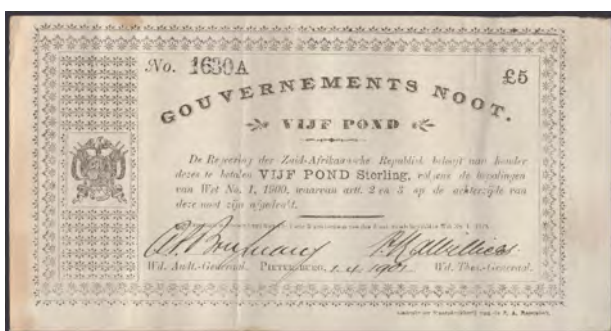 No. 1630A
£5
GOUVERNEMENTS NOOT.
VIJF POND
De Regeering der Zuid-Afrikaansche Republiek belooft aan houder
dezes te betalen VIJF POND Sterling, volgens de bepalingen
van Wet No. 1, 1900, waarvan artt. 2 en 3 op de achterzijde van
deze noot zijn afgedrukt.
Wd. Audt.-Generaal. PIETERSBURG, 1.4.1901. Wd. Thes.-Generaal.